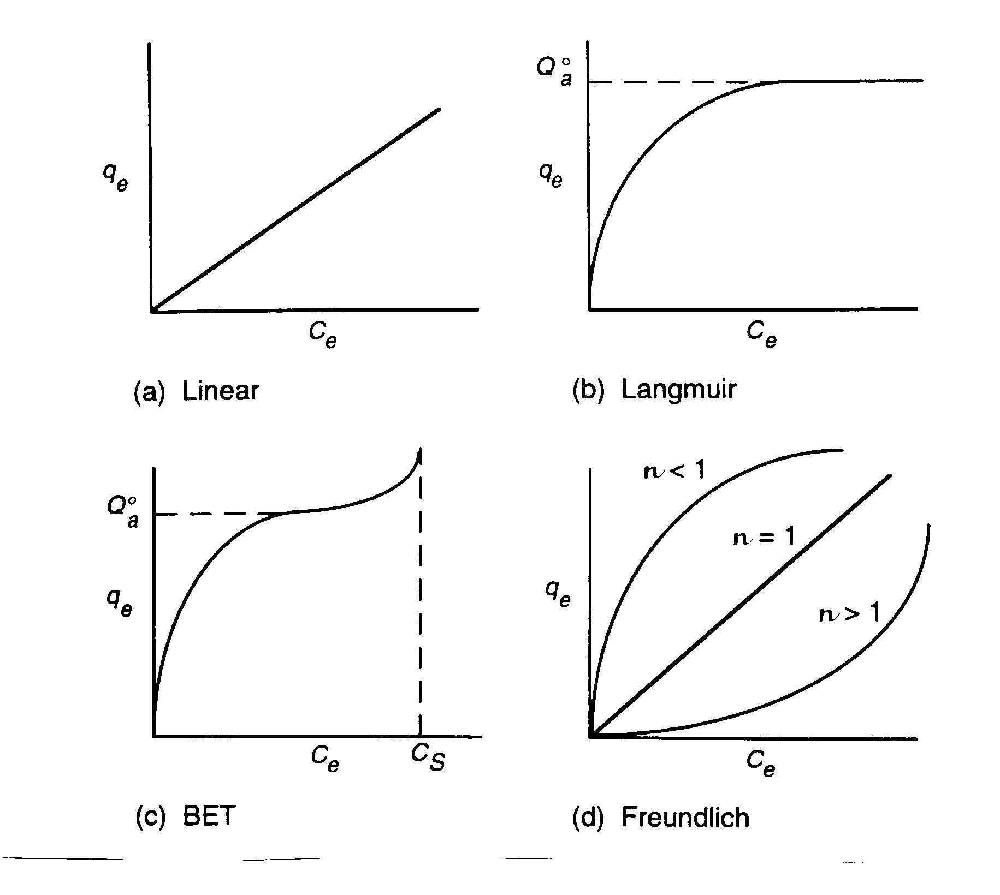 Q°a
qe
Ce
(a) Linear
qe
Ce
(b) Langmuir
Q°a
qe
Ce
CS
(c) BET
n < 1
n = 1
n > 1
qe
Ce
(d) Freundlich